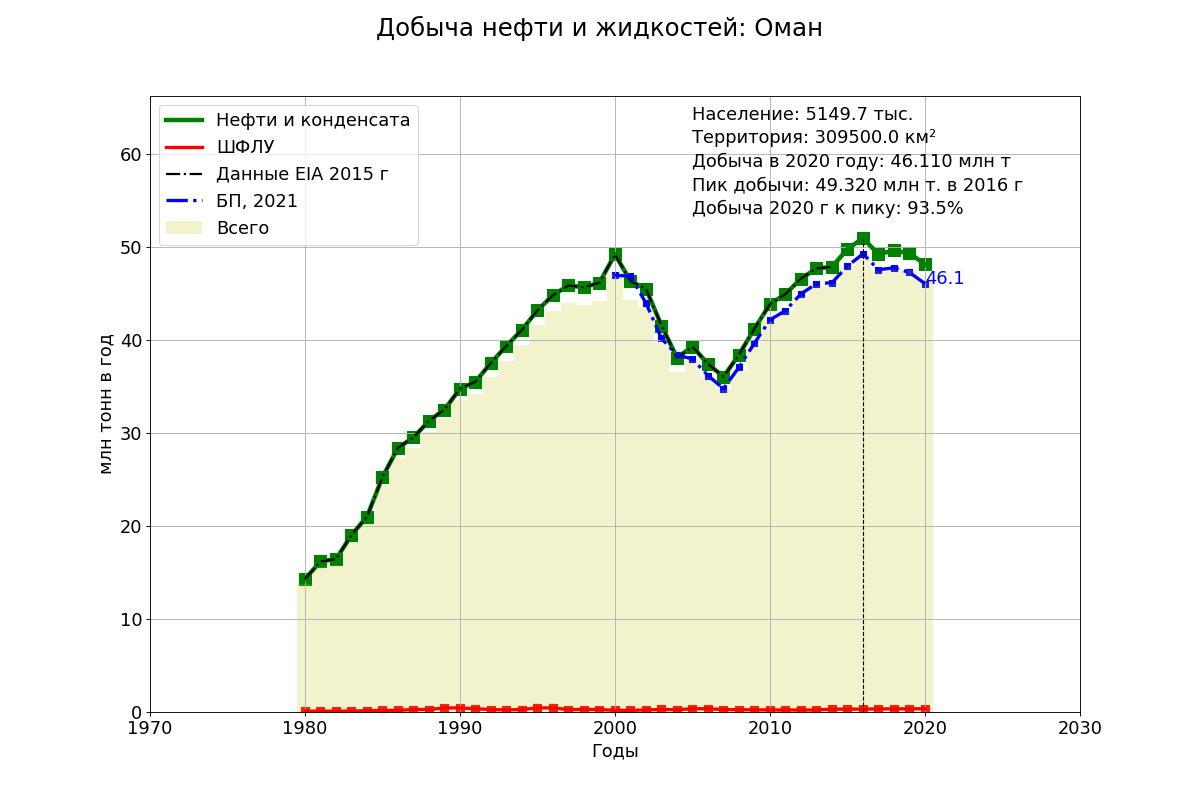 Добыча нефти и жидкостей: Оман
Нефти и конденсата
ШФЛУ
Данные EIA 2015 г
БП, 2021
Всего
Население: 5149.7 тыс.
Территория: 309500.0 км²
Добыча в 2020 году: 46.110 млн т
Пик добычи: 49.320 млн т. в 2016 г
Добыча 2020 г к пику: 93.5%
46.1
млн тонн в год
60
50
40
30
20
10
0
1970 1980 1990 2000 2010 2020 2030
Годы